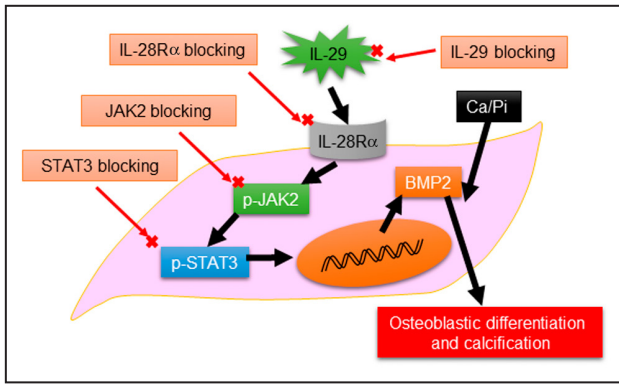 IL-28Rα blocking
IL-29
IL-29 blocking
JAK2 blocking
Ca/Pi
IL-28Rα
STAT3 blocking
BMP2
p-JAK2
p-STAT3
Osteoblastic differentiation
and calcification